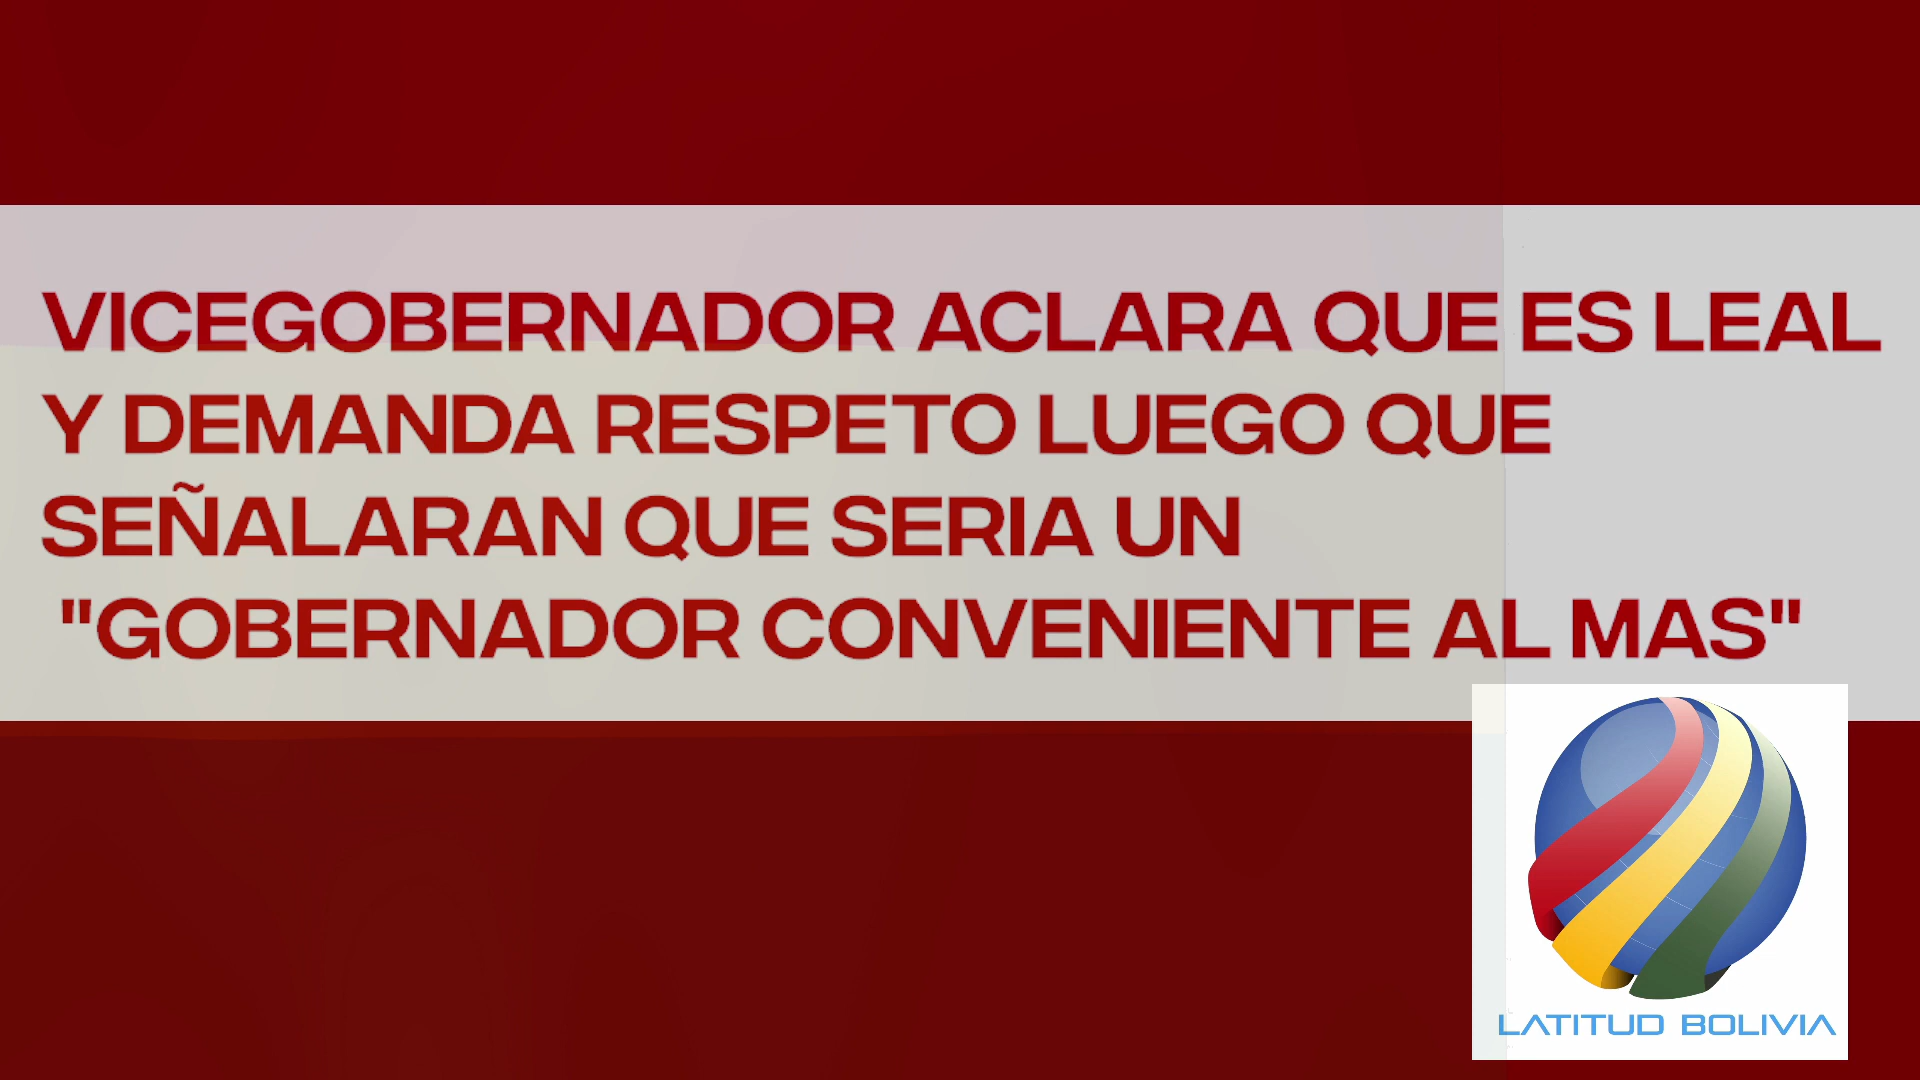 VICEGOBERNADOR ACLARA QUE ES LEAL
Y DEMANDA RESPETO LUEGO QUE
SEÑALARAN QUE SERIA UN
"GOBERNADOR CONVENIENTE AL MAS"
LATITUD BOLIVIA